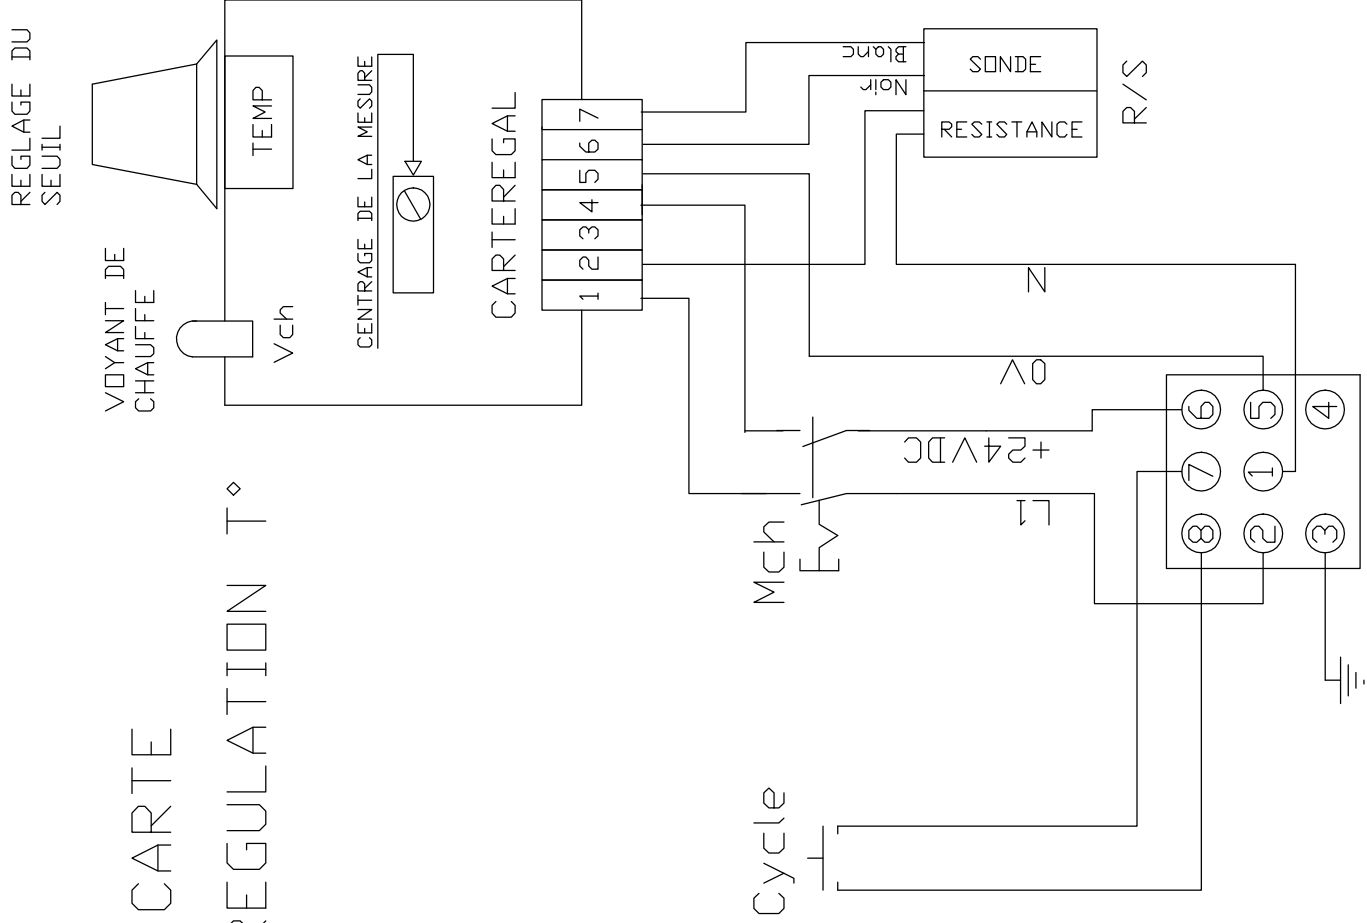 REGLAGE DU
SEUIL
TEMP
VOYANT DE
CHAUFFE
Vch
CENTRAGE DE LA MESURE
CARTEREGAL
7
6
5
4
3
2
1
Blanc
Noir
SONDE
RESISTANCE
R/S
N
0V
+24VDC
L1
Mch
6
5
4
7
1
8
2
3
Cycle
CARTE
REGULATION T°